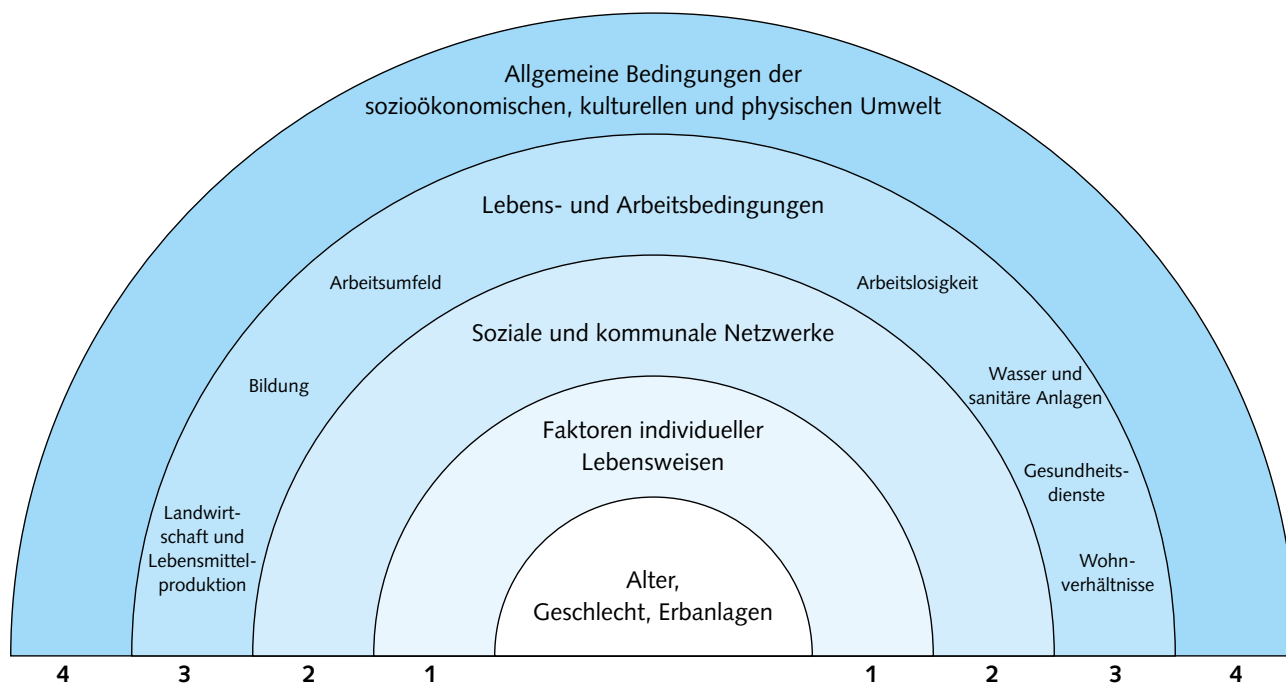 Allgemeine Bedingungen der
sozioökonomischen, kulturellen und physischen Umwelt
Lebens- und Arbeitsbedingungen
Arbeitsumfeld
Arbeitslosigkeit
Soziale und kommunale Netzwerke
Bildung
Wasser und
sanitäre Anlagen
Faktoren individueller
Lebensweisen
Gesundheits-
dienste
Landwirt-
schaft und
Lebensmittel-
produktion
Wohn-
verhältnisse
Alter,
Geschlecht, Erbanlagen
4 3 2 1 1 2 3 4